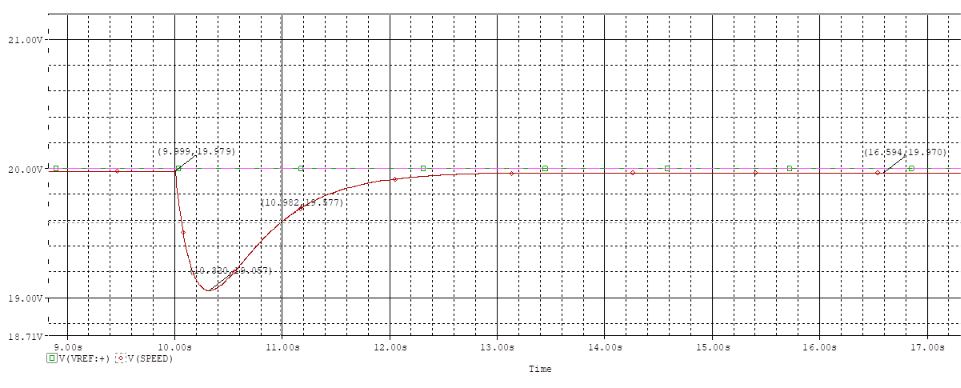 21.00V
(9.999,19.979)
(16.594,19.970)
20.00V
(10.982,19.577)
(10.320,19.057)
19.00V
18.71V
9.00s 10.00s 11.00s 12.00s 13.00s 14.00s 15.00s 16.00s 17.00s
V(VREF:+) V(SPEED)
Time